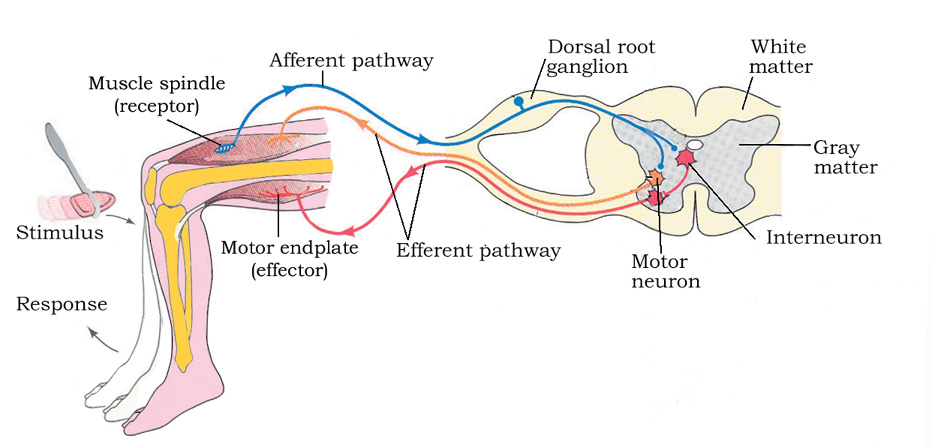 Dorsal root
ganglion
White
matter
Afferent pathway
Muscle spindle
(receptor)
Gray
matter
Stimulus
Motor endplate
(effector)
Efferent pathway
Interneuron
Motor
neuron
Response